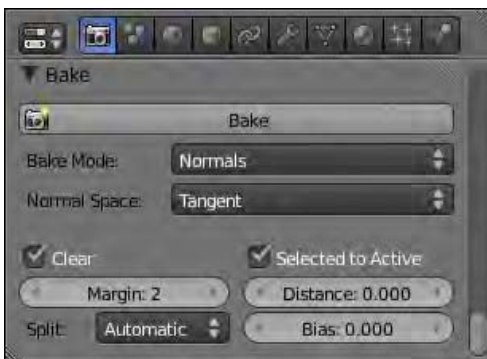 Bake
Bake
Bake Mode: Normals
Normal Space: Tangent
Clear Selected to Active
Margin: 2 Distance: 0.000
Split: Automatic Bias: 0.000